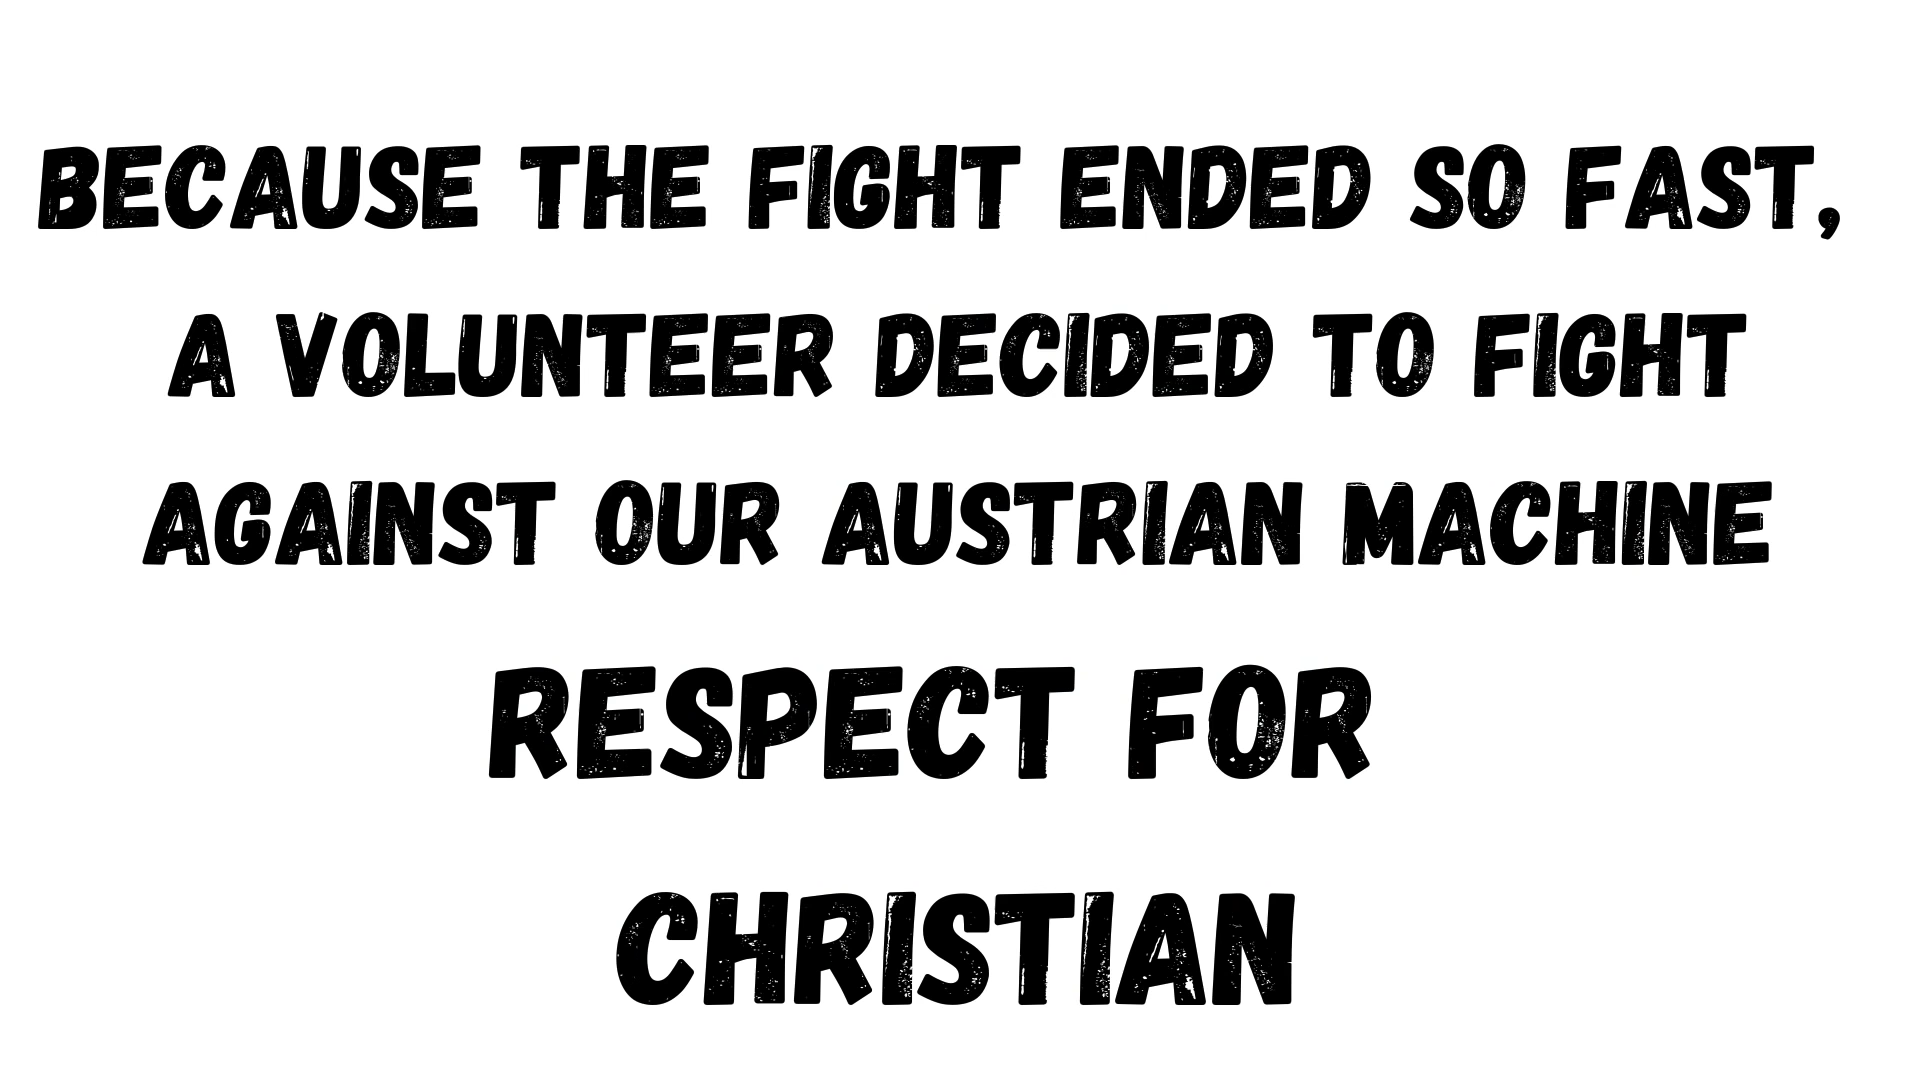 BECAUSE THE FIGHT ENDED SO FAST,
A VOLUNTEER DECIDED TO FIGHT
AGAINST OUR AUSTRIAN MACHINE
RESPECT FOR
CHRISTIAN